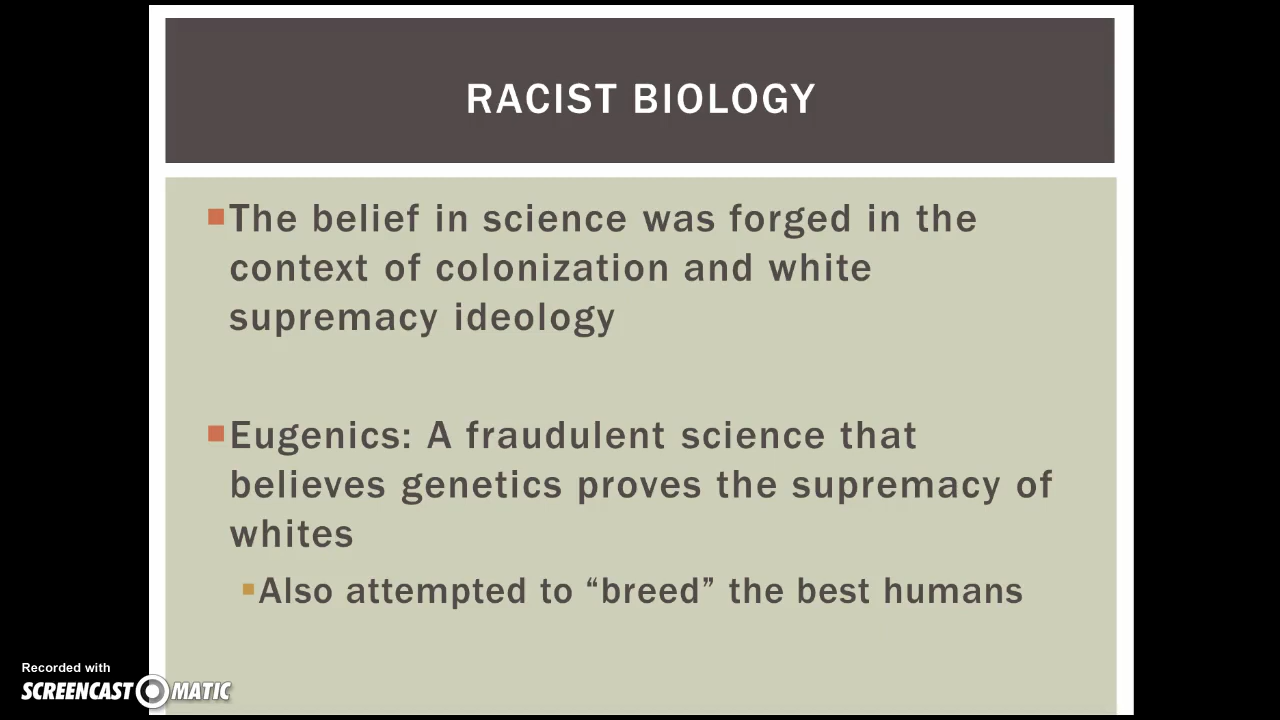 RACIST BIOLOGY
The belief in science was forged in the
context of colonization and white
supremacy ideology
Eugenics: A fraudulent science that
believes genetics proves the supremacy of
whites
Also attempted to “breed” the best humans
Recorded with
SCREENCAST MATIC